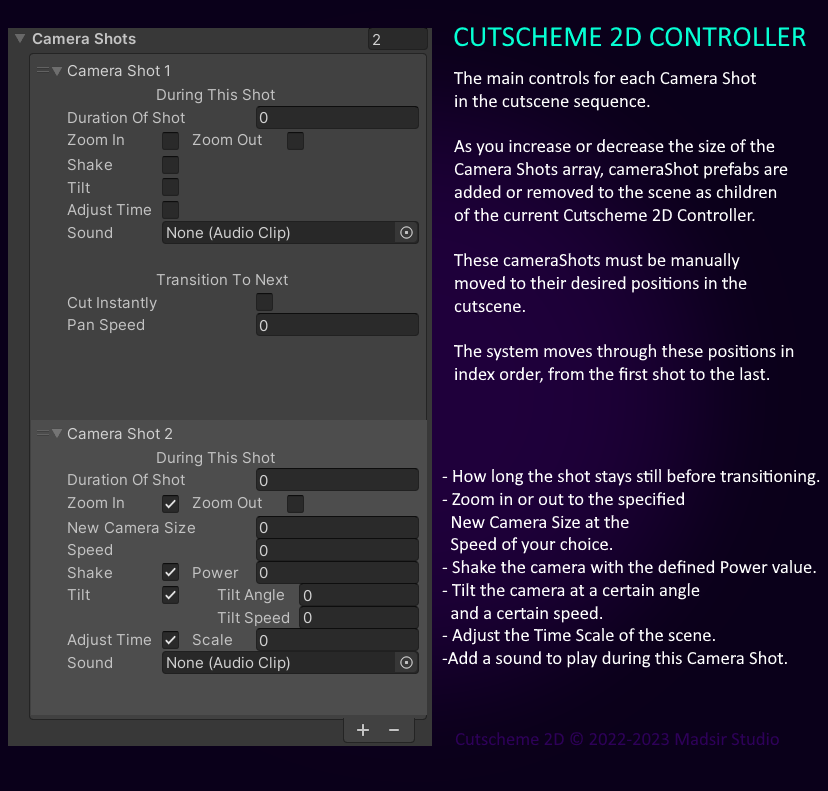 Camera Shots
2
Camera Shot 1
During This Shot
Duration Of Shot 0
Zoom In Zoom Out
Shake
Tilt
Adjust Time
Sound None (Audio Clip)
Transition To Next
Cut Instantly
Pan Speed 0
Camera Shot 2
During This Shot
Duration Of Shot 0
Zoom In Zoom Out
New Camera Size 0
Speed 0
Shake Power 0
Tilt Tilt Angle 0
Tilt Speed 0
Adjust Time Scale 0
Sound None (Audio Clip)
+ −
CUTSCHEME 2D CONTROLLER
The main controls for each Camera Shot
in the cutscene sequence.
As you increase or decrease the size of the
Camera Shots array, cameraShot prefabs are
added or removed to the scene as children
of the current Cutscheme 2D Controller.
These cameraShots must be manually
moved to their desired positions in the
cutscene.
The system moves through these positions in
index order, from the first shot to the last.
- How long the shot stays still before transitioning.
- Zoom in or out to the specified
New Camera Size at the
Speed of your choice.
- Shake the camera with the defined Power value.
- Tilt the camera at a certain angle
and a certain speed.
- Adjust the Time Scale of the scene.
-Add a sound to play during this Camera Shot.
Cutscheme 2D © 2022-2023 Madsir Studio